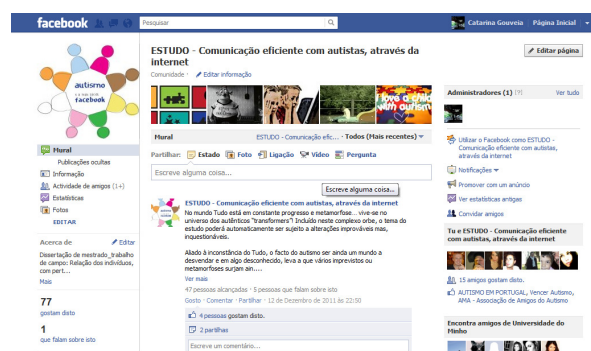 facebook
Pesquisar
Catarina Gouveia Página Inicial
autismo
e a sua rede
facebook
Mural
Publicações ocultas
Informação
Actividade de amigos (1+)
Estatísticas
Fotos
EDITAR
Acerca de Editar
Dissertação de mestrado_trabalho
de campo: Relação dos indivíduos,
com pert...
Mais
77
gostam disto
1
que falam sobre isto
ESTUDO - Comunicação eficiente com autistas, através da
internet
Comunidade · Editar informação
I love a child
with autism
Mural ESTUDO - Comunicação efic... · Todos (Mais recentes)
Partilhar: Estado Foto Ligação Vídeo Pergunta
Escreve alguma coisa...
Escreve alguma coisa...
ESTUDO - Comunicação eficiente com autistas, através da internet
No mundo Tudo está em constante progresso e metamorfose... vive-se no
universo dos autênticos "transformers"! Incluído neste complexo orbe, o tema do
estudo poderá automaticamente ser sujeito a alterações improváveis mas,
inquestionáveis.
Aliado à inconstância do Tudo, o facto do autismo ser ainda um mundo a
desvendar e em algo desconhecido, leva a que vários imprevistos ou
metamorfoses surjam ain....
Ver mais
47 pessoas alcançadas · 5 pessoas que falam sobre isto
Gosto · Comentar · Partilhar · 12 de Dezembro de 2011 às 22:50
4 pessoas gostam disto.
2 partilhas
Escreve um comentário...
Editar página
Administradores (1) [?] Ver tudo
Utilizar o Facebook como ESTUDO -
Comunicação eficiente com autistas,
através da internet
Notificações
Promover com um anúncio
Ver estatísticas antigas
Convidar amigos
Tu e ESTUDO - Comunicação eficiente
com autistas, através da internet
15 amigos gostam disto.
AUTISMO EM PORTUGAL, Vencer Autismo,
AMA - Associação de Amigos do Autismo
Encontra amigos de Universidade do
Minho